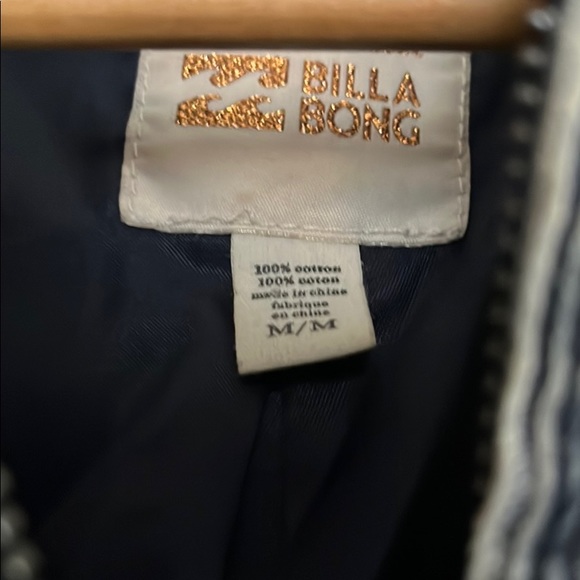 BILLA
BONG
100% cotton
100% coton
made in china
fabrique
en chine
M/M